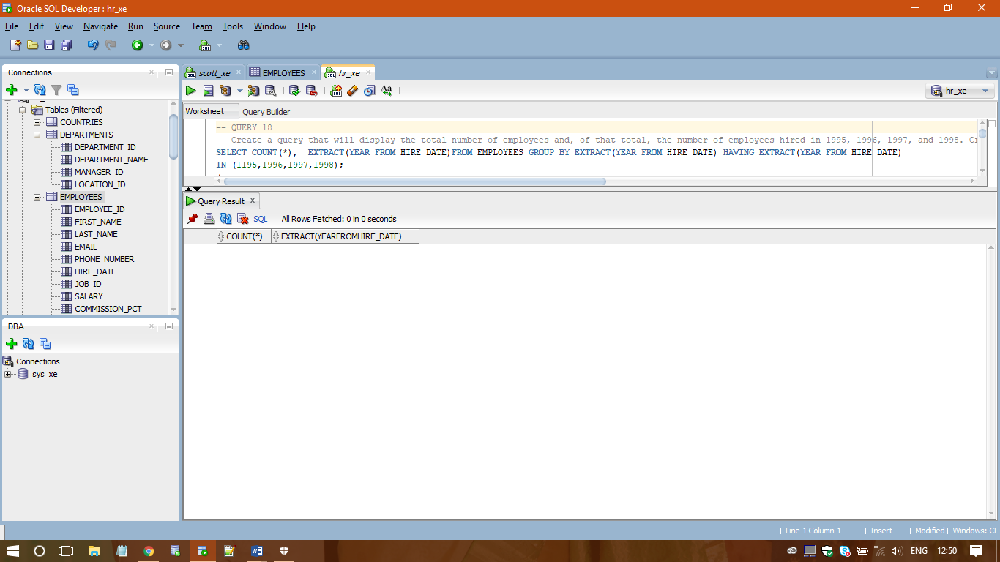 Oracle SQL Developer : hr_xe
File Edit View Navigate Run Source Team Tools Window Help
Connections
Tables (Filtered)
COUNTRIES
DEPARTMENTS
DEPARTMENT_ID
DEPARTMENT_NAME
MANAGER_ID
LOCATION_ID
EMPLOYEES
EMPLOYEE_ID
FIRST_NAME
LAST_NAME
EMAIL
PHONE_NUMBER
HIRE_DATE
JOB_ID
SALARY
COMMISSION_PCT
DBA
Connections
sys_xe
scott_xe EMPLOYEES hr_xe
hr_xe
Worksheet Query Builder
-- QUERY 18
-- Create a query that will display the total number of employees and, of that total, the number of employees hired in 1995, 1996, 1997, and 1998. Cr
SELECT COUNT(*), EXTRACT(YEAR FROM HIRE_DATE)FROM EMPLOYEES GROUP BY EXTRACT(YEAR FROM HIRE_DATE) HAVING EXTRACT(YEAR FROM HIRE_DATE)
IN (1195,1996,1997,1998);
Query Result
SQL | All Rows Fetched: 0 in 0 seconds
COUNT(*) EXTRACT(YEARFROMHIRE_DATE)
| Line 1 Column 1 | Insert | Modified | Windows: CF
ENG 12:50